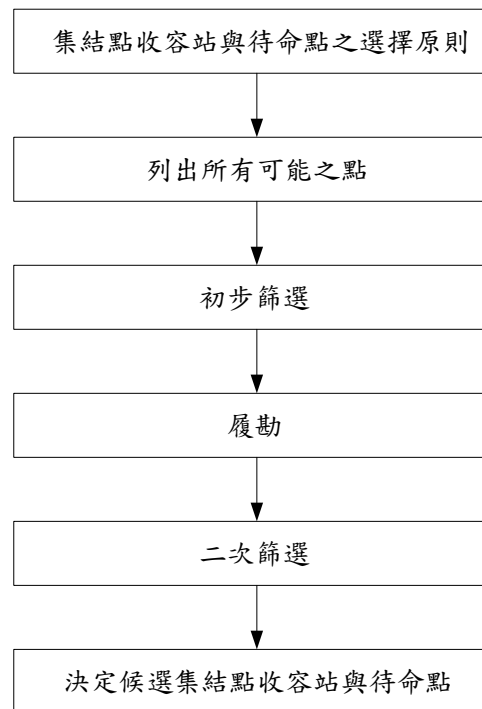 集結點收容站與待命點之選擇原則
列出所有可能之點
初步篩選
履勘
二次篩選
決定候選集結點收容站與待命點